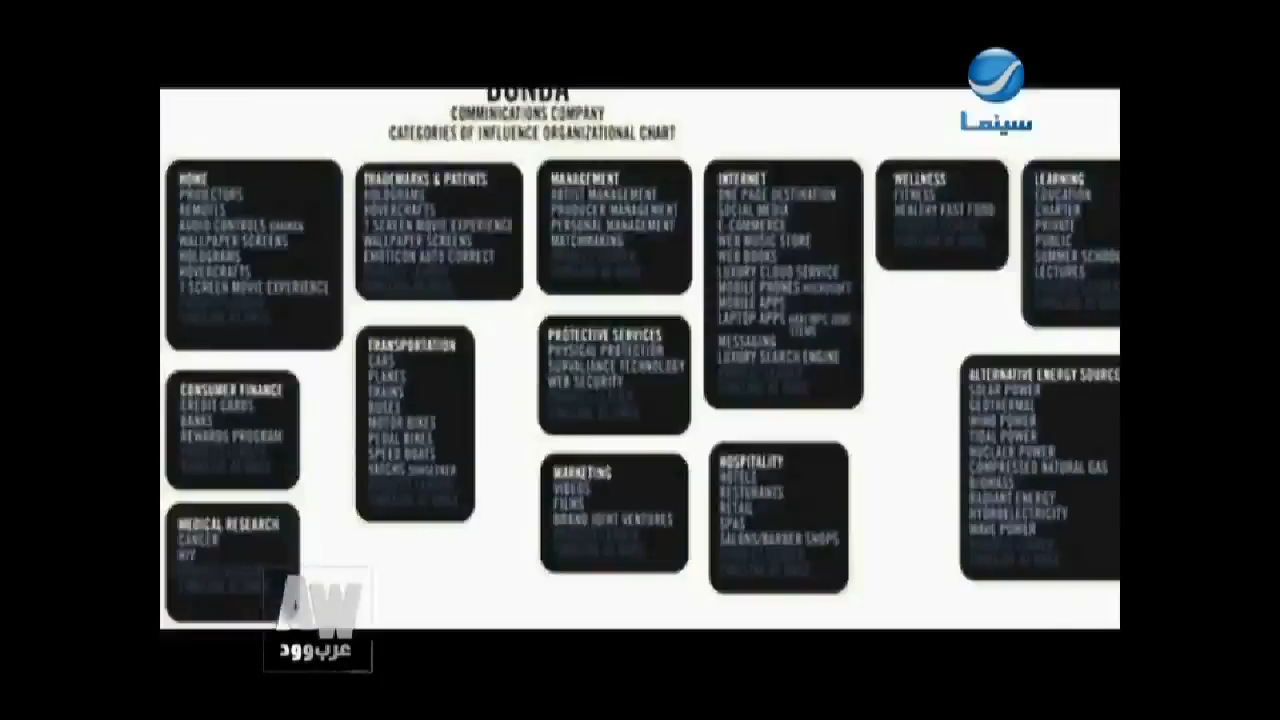 DONDA
COMMINICATIONS COMPANY
CATEGORIES OF INFLUENCE ORGANIZATIONAL CHART
سينما
HOME
PROJECTORS
REMOTES
AUDIO CONTROLS
WALLPAPER SCREENS
HOLOGRAMS
HOVERCRAFTS
7 SCREEN MOVIE EXPERIENCE
CONSUMER FINANCE
CREDIT CARDS
BANKS
REWARDS PROGRAM
MEDICAL RESEARCH
CANCER
HIV
TRADEMARKS & PATENTS
HOLOGRAMS
HOVERCRAFTS
7 SCREEN MOVIE EXPERIENCE
WALLPAPER SCREENS
EMOTICON AUTO CORRECT
TRANSPORTATION
CARS
PLANES
TRAINS
BUSES
MOTOR BIKES
PEDAL BIKES
SPEED BOATS
YATCHS
MANAGEMENT
ARTIST MANAGEMENT
PRODUCER MANAGEMENT
PERSONAL MANAGEMENT
MATCHMAKING
PROTECTIVE SERVICES
PHYSICAL PROTECTION
SURVALIANCE TECHNOLOGY
WEB SECURITY
MARKETING
VIDEOS
FILMS
BRAND JOINT VENTURES
INTERNET
ONE PAGE DESTINATION
SOCIAL MEDIA
E-COMMERCE
WEB MUSIC STORE
WEB BOOKS
LUXURY CLOUD SERVICE
MOBILE PHONES MICROSOFT
MOBILE APPS
LAPTOP APPS
MESSAGING
LUXURY SEARCH ENGINE
HOSPITALITY
HOTELS
RESTURANTS
RETAIL
SPAS
SALONS/BARBER SHOPS
WELLNESS
FITNESS
HEALTHY FAST FOOD
LEARNING
EDUCATION
CHARTER
PRIVATE
PUBLIC
SUMMER SCHOOL
LECTURES
ALTERNATIVE ENERGY SOURCE
SOLAR POWER
GEOTHERMAL
WIND POWER
TIDAL POWER
NUCLAER POWER
COMPRESSED NATURAL GAS
BIOMASS
RADIANT ENERGY
HYDROELECTRICITY
WAVE POWER
AW
عرب وود